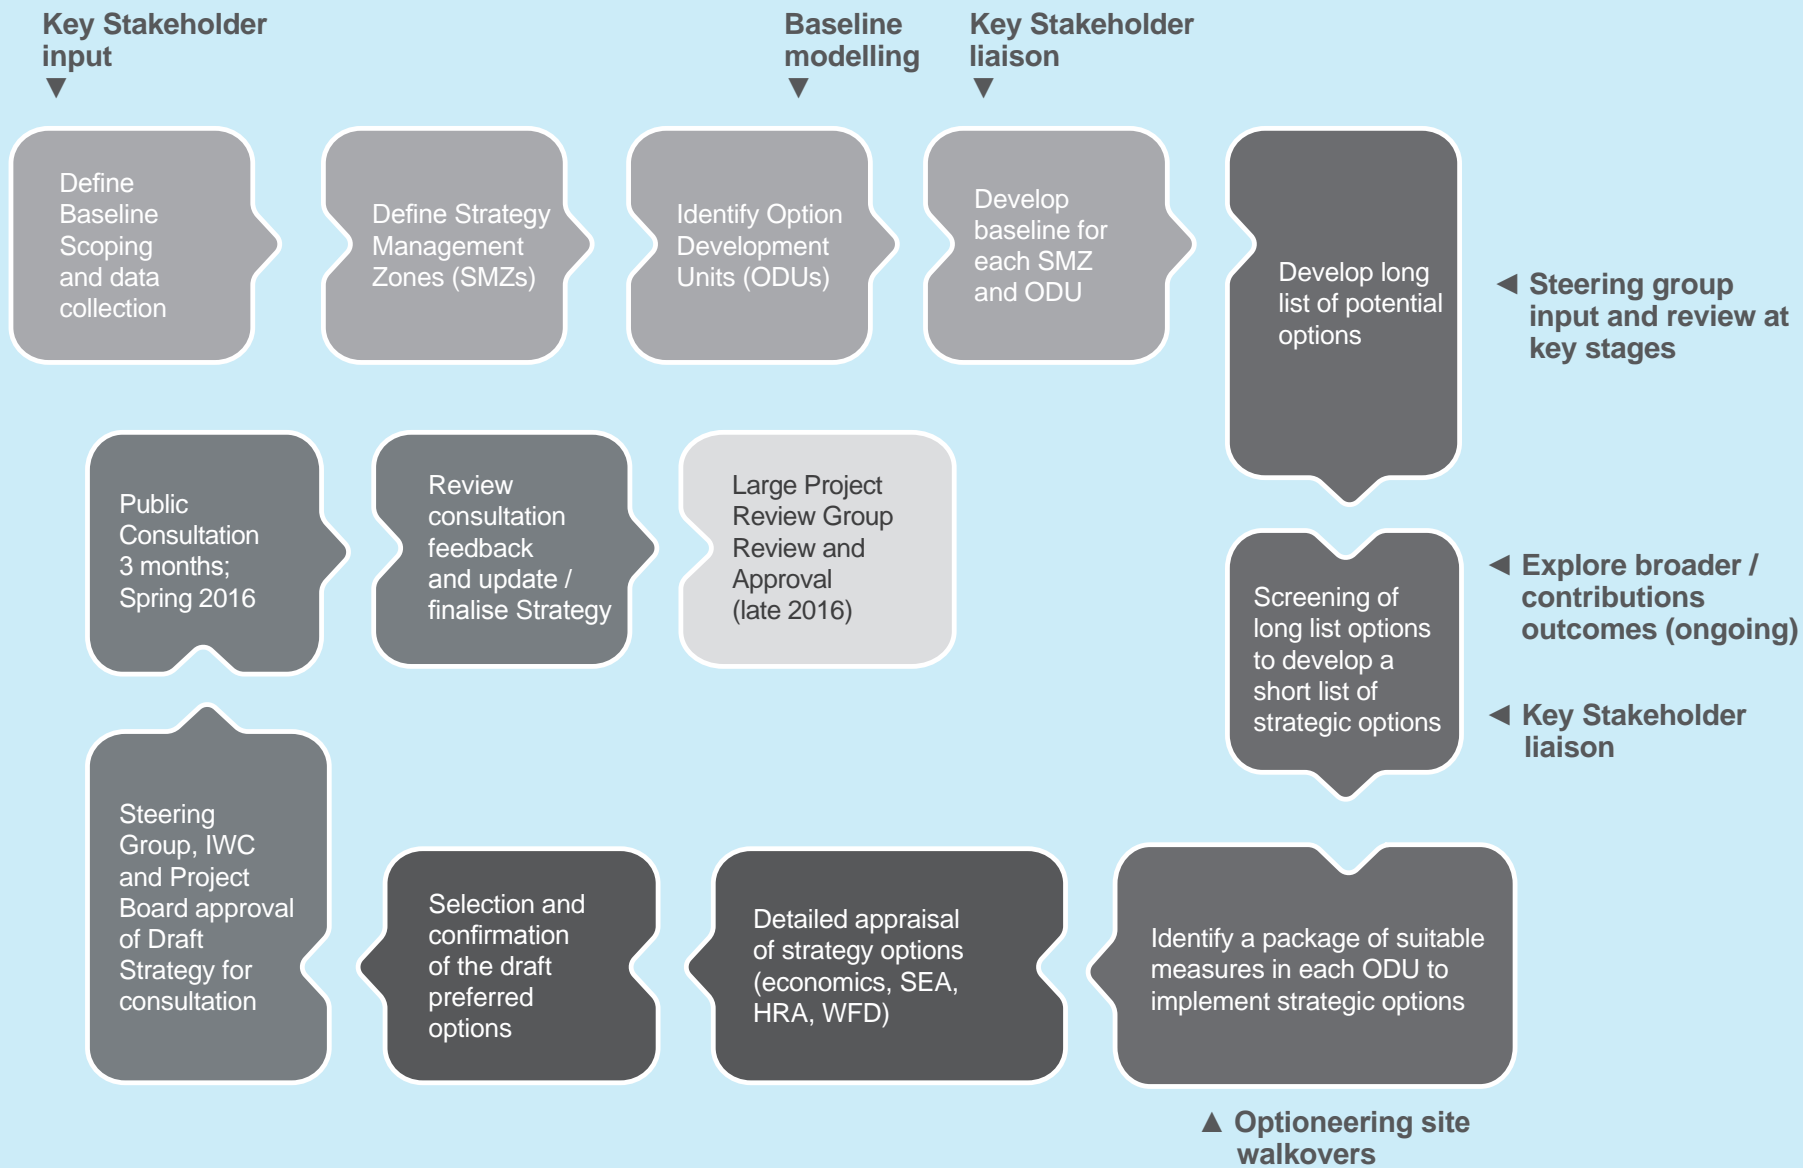 Key Stakeholder
input
▼
Baseline
modelling
▼
Key Stakeholder
liaison
▼
Define
Baseline
Scoping
and data
collection
Define Strategy
Management
Zones (SMZs)
Identify Option
Development
Units (ODUs)
Develop
baseline for
each SMZ
and ODU
Develop long
list of potential
options
◄ Steering group
input and review at
key stages
Screening of
long list options
to develop a
short list of
strategic options
◄ Explore broader /
contributions
outcomes (ongoing)
◄ Key Stakeholder
liaison
Identify a package of suitable
measures in each ODU to
implement strategic options
▲ Optioneering site
walkovers
Detailed appraisal
of strategy options
(economics, SEA,
HRA, WFD)
Selection and
confirmation
of the draft
preferred
options
Steering
Group, IWC
and Project
Board approval
of Draft
Strategy for
consultation
Public
Consultation
3 months;
Spring 2016
Review
consultation
feedback
and update /
finalise Strategy
Large Project
Review Group
Review and
Approval
(late 2016)